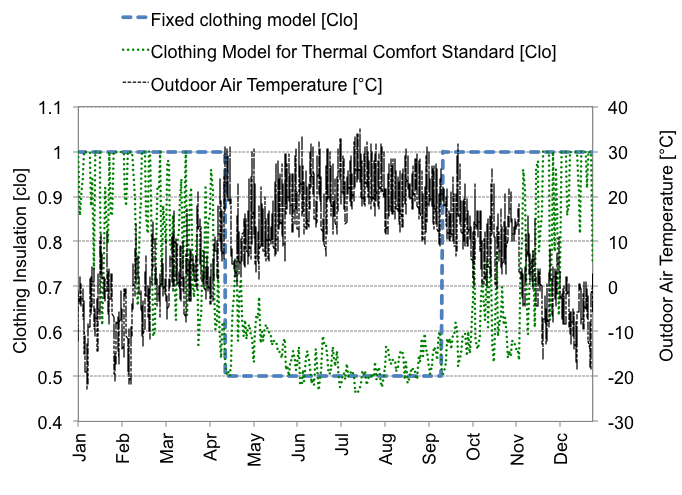 Fixed clothing model [Clo]
Clothing Model for Thermal Comfort Standard [Clo]
Outdoor Air Temperature [°C]
1.1
1
0.9
0.8
0.7
0.6
0.5
0.4
Clothing Insulation [clo]
40
30
20
10
0
-10
-20
-30
Outdoor Air Temperature [°C]
Jan
Feb
Mar
Apr
May
Jun
Jul
Aug
Sep
Oct
Nov
Dec